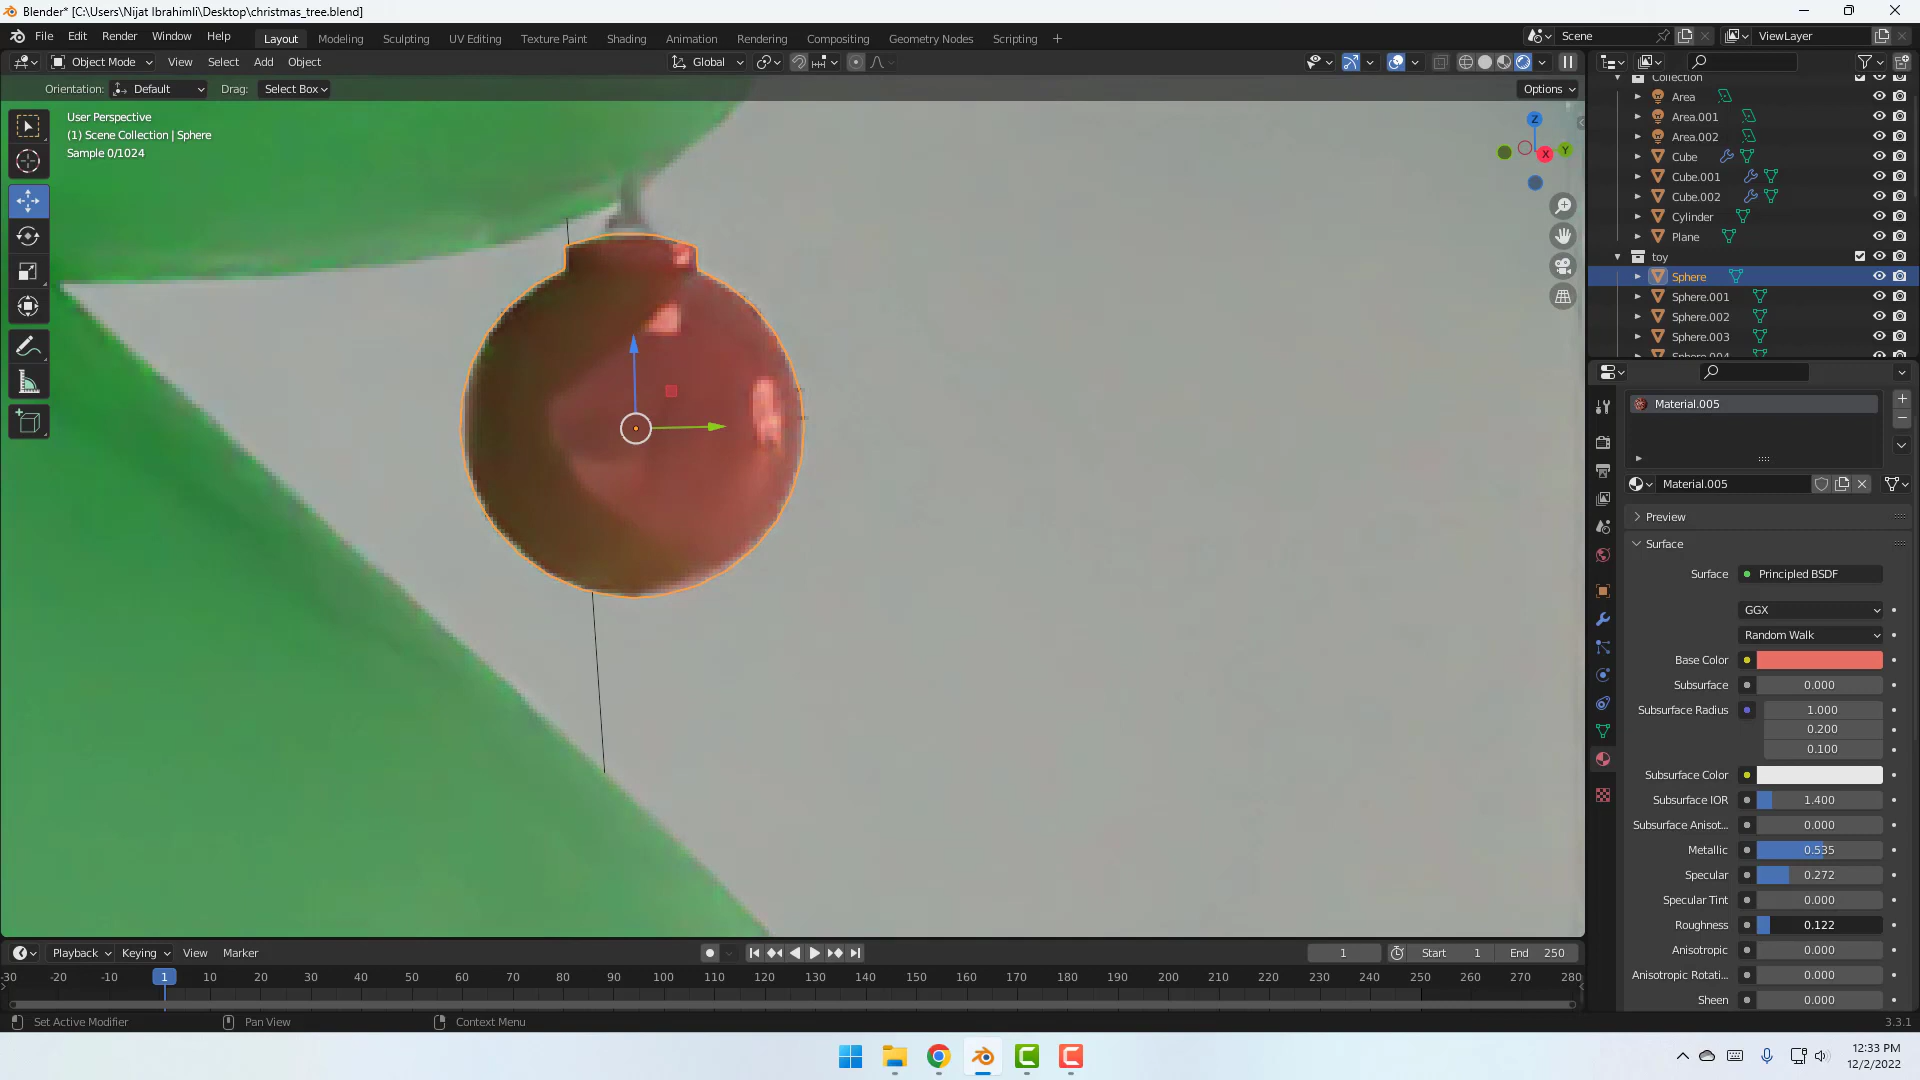 Blender* [C:\Users\Nijat Ibrahimli\Desktop\christmas_tree.blend]
File Edit Render Window Help Layout Modeling Sculpting UV Editing Texture Paint Shading Animation Rendering Compositing Geometry Nodes Scripting Scene ViewLayer
Object Mode View Select Add Object Global
Orientation: Default Drag: Select Box Options
User Perspective
(1) Scene Collection | Sphere
Sample 0/1024
Z
X
Y
Collection
Area
Area.001
Area.002
Cube
Cube.001
Cube.002
Cylinder
Plane
toy
Sphere
Sphere.001
Sphere.002
Sphere.003
Sphere.004
Material.005
Material.005
Preview
Surface
Surface Principled BSDF
GGX
Random Walk
Base Color
Subsurface 0.000
Subsurface Radius 1.000
0.200
0.100
Subsurface Color
Subsurface IOR 1.400
Subsurface Anisot... 0.000
Metallic 0.535
Specular 0.272
Specular Tint 0.000
Roughness 0.122
Anisotropic 0.000
Anisotropic Rotati... 0.000
Sheen 0.000
Playback Keying View Marker 1 Start 1 End 250
-30 -20 -10 1 10 20 30 40 50 60 70 80 90 100 110 120 130 140 150 160 170 180 190 200 210 220 230 240 250 260 270 280
Set Active Modifier Pan View Context Menu 3.3.1
12:33 PM
12/2/2022